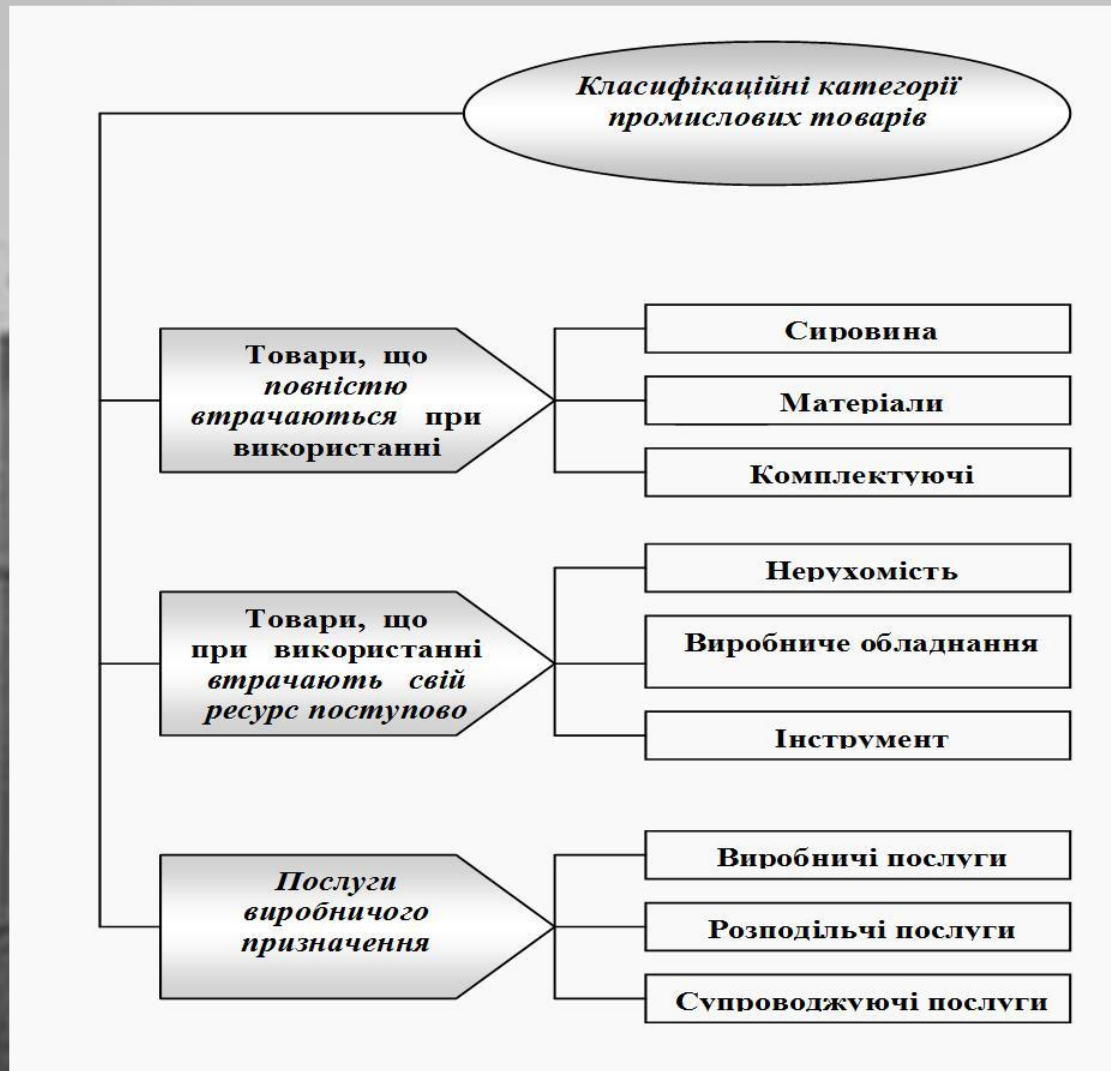 Класифікаційні категорії
промислових товарів
Товари, що
повністю
втрачаються при
використанні
Сировина
Матеріали
Комплектуючі
Товари, що
при використанні
втрачають свій
ресурс поступово
Нерухомість
Виробниче обладнання
Інструмент
Послуги
виробничого
призначення
Виробничі послуги
Розподільчі послуги
Супроводжуючі послуги